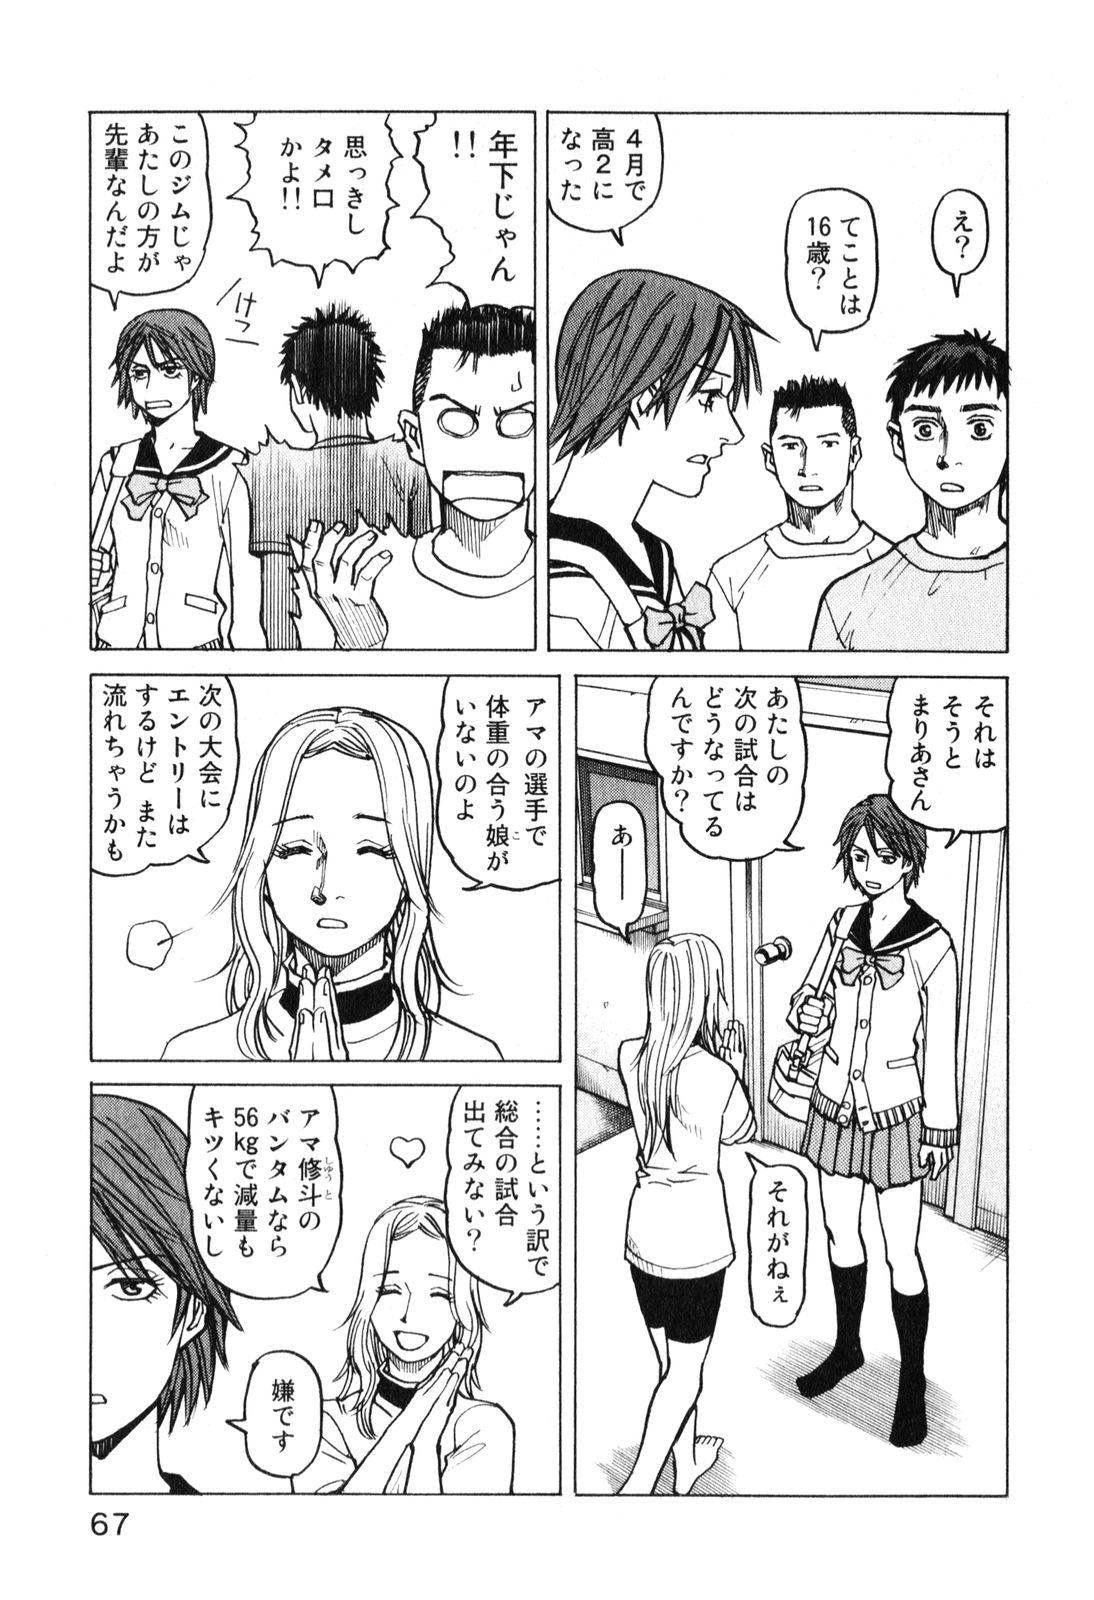 4月で
高2に
なった
え?
てことは
16歳?
年下じゃん
!!
思っきし
タメ口
かよ!!
けこ
このジムじゃ
あたしの方が
先輩なんだよ
それは
そうと
まりあさん
あたしの
次の試合は
どうなってる
んですか?
あ――
それがねぇ
アマの選手で
体重の合う娘が
こ
いないのよ
次の大会に
エントリーは
するけど また
流れちゃうかも
……という訳で
総合の試合
出てみない?
アマ修斗の
しゅうと
バンタムなら
56kgで減量も
キツくないし
嫌です
67